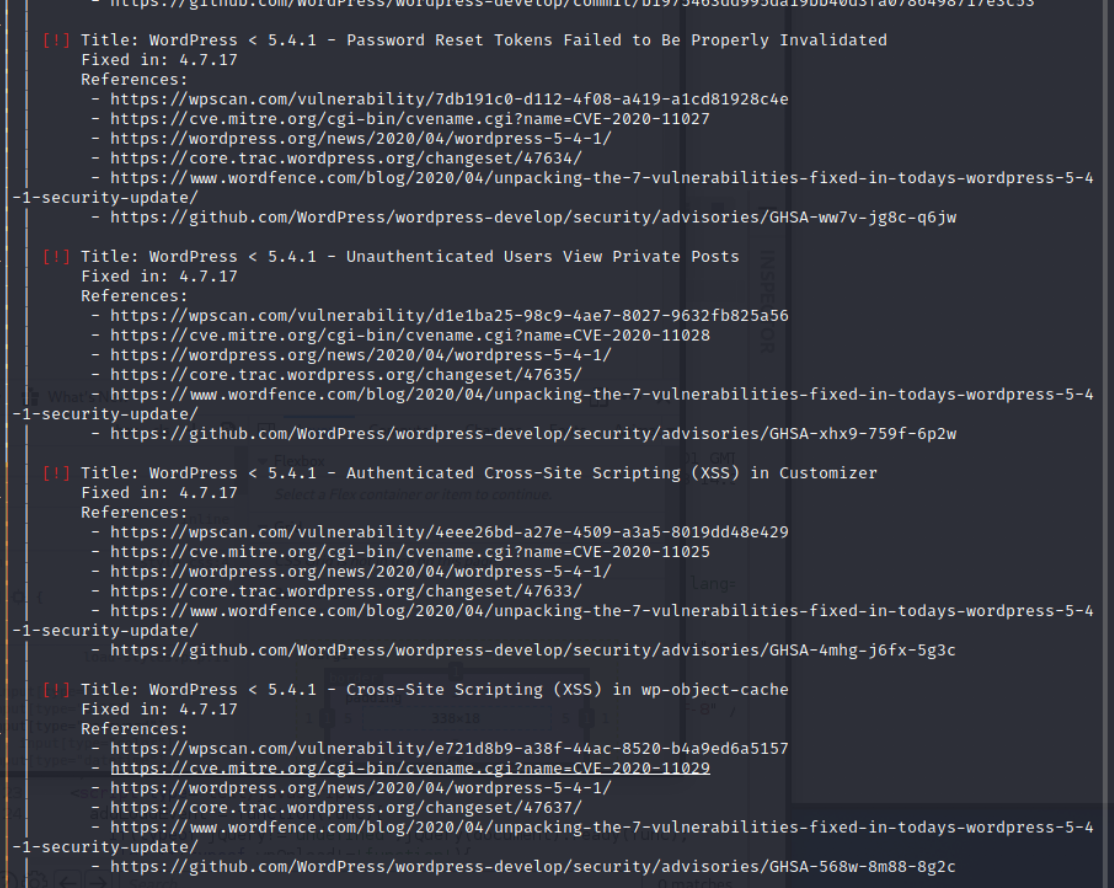 - https://github.com/WordPress/wordpress-develop/commit/b1975463dd995da19bb40d3fa0786498717e3c53
[!] Title: WordPress < 5.4.1 - Password Reset Tokens Failed to Be Properly Invalidated
Fixed in: 4.7.17
References:
- https://wpscan.com/vulnerability/7db191c0-d112-4f08-a419-a1cd81928c4e
- https://cve.mitre.org/cgi-bin/cvename.cgi?name=CVE-2020-11027
- https://wordpress.org/news/2020/04/wordpress-5-4-1/
- https://core.trac.wordpress.org/changeset/47634/
- https://www.wordfence.com/blog/2020/04/unpacking-the-7-vulnerabilities-fixed-in-todays-wordpress-5-4
-1-security-update/
- https://github.com/WordPress/wordpress-develop/security/advisories/GHSA-ww7v-jg8c-q6jw
[!] Title: WordPress < 5.4.1 - Unauthenticated Users View Private Posts
Fixed in: 4.7.17
References:
- https://wpscan.com/vulnerability/d1e1ba25-98c9-4ae7-8027-9632fb825a56
- https://cve.mitre.org/cgi-bin/cvename.cgi?name=CVE-2020-11028
- https://wordpress.org/news/2020/04/wordpress-5-4-1/
- https://core.trac.wordpress.org/changeset/47635/
- https://www.wordfence.com/blog/2020/04/unpacking-the-7-vulnerabilities-fixed-in-todays-wordpress-5-4
-1-security-update/
- https://github.com/WordPress/wordpress-develop/security/advisories/GHSA-xhx9-759f-6p2w
[!] Title: WordPress < 5.4.1 - Authenticated Cross-Site Scripting (XSS) in Customizer
Fixed in: 4.7.17
References:
- https://wpscan.com/vulnerability/4eee26bd-a27e-4509-a3a5-8019dd48e429
- https://cve.mitre.org/cgi-bin/cvename.cgi?name=CVE-2020-11025
- https://wordpress.org/news/2020/04/wordpress-5-4-1/
- https://core.trac.wordpress.org/changeset/47633/
- https://www.wordfence.com/blog/2020/04/unpacking-the-7-vulnerabilities-fixed-in-todays-wordpress-5-4
-1-security-update/
- https://github.com/WordPress/wordpress-develop/security/advisories/GHSA-4mhg-j6fx-5g3c
[!] Title: WordPress < 5.4.1 - Cross-Site Scripting (XSS) in wp-object-cache
Fixed in: 4.7.17
References:
- https://wpscan.com/vulnerability/e721d8b9-a38f-44ac-8520-b4a9ed6a5157
- https://cve.mitre.org/cgi-bin/cvename.cgi?name=CVE-2020-11029
- https://wordpress.org/news/2020/04/wordpress-5-4-1/
- https://core.trac.wordpress.org/changeset/47637/
- https://www.wordfence.com/blog/2020/04/unpacking-the-7-vulnerabilities-fixed-in-todays-wordpress-5-4
-1-security-update/
- https://github.com/WordPress/wordpress-develop/security/advisories/GHSA-568w-8m88-8g2c
INSPECTOR
Flexbox
Select a Flex container or item to continue.
338×18
Search